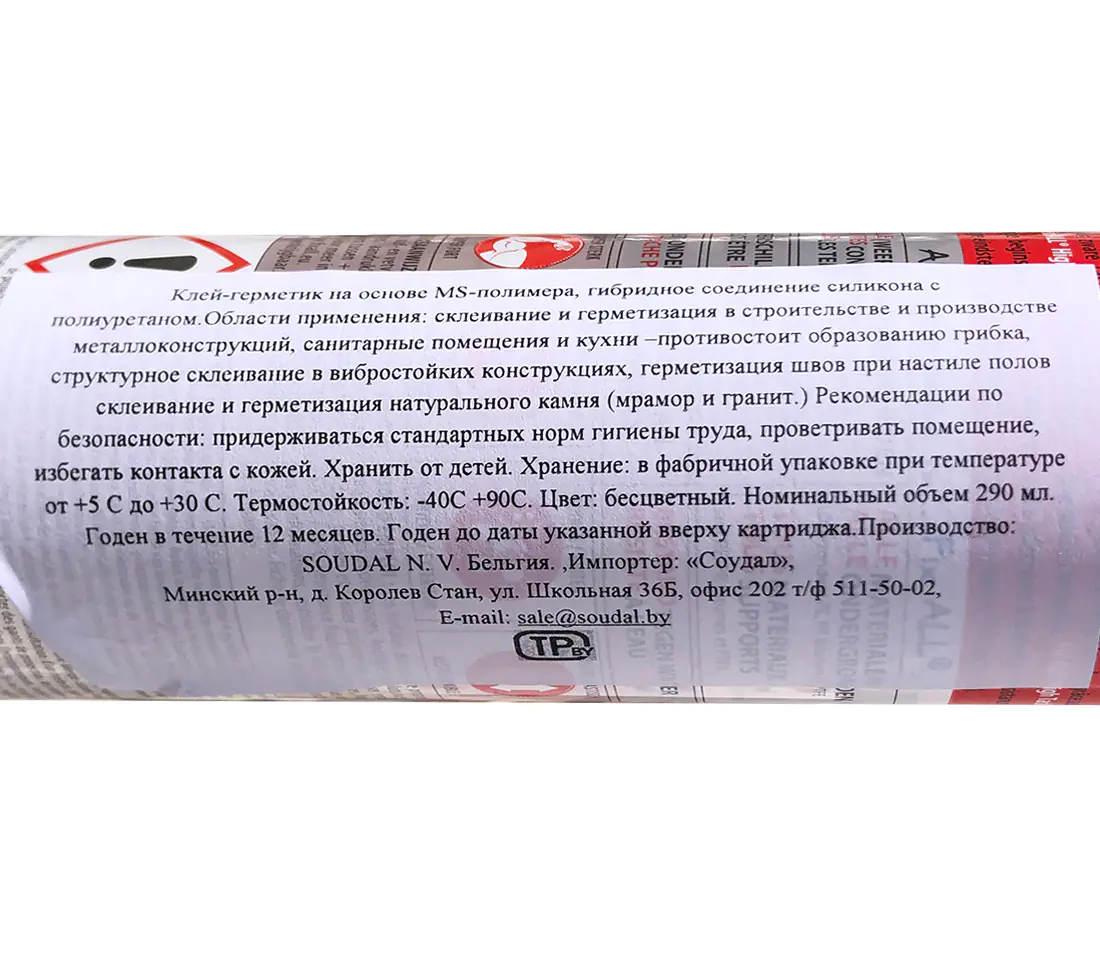 Клей-герметик на основе MS-полимера, гибридное соединение силикона с
полиуретаном.Области применения: склеивание и герметизация в строительстве и производстве
металлоконструкций, санитарные помещения и кухни –противостоит образованию грибка,
структурное склеивание в вибростойких конструкциях, герметизация швов при настиле полов
склеивание и герметизация натурального камня (мрамор и гранит.) Рекомендации по
безопасности: придерживаться стандартных норм гигиены труда, проветривать помещение,
избегать контакта с кожей. Хранить от детей. Хранение: в фабричной упаковке при температуре
от +5 С до +30 С. Термостойкость: -40С +90С. Цвет: бесцветный. Номинальный объем 290 мл.
Годен в течение 12 месяцев. Годен до даты указанной вверху картриджа.Производство:
SOUDAL N. V. Бельгия. ,Импортер: «Соудал»,
Минский р-н, д. Королев Стан, ул. Школьная 36Б, офис 202 т/ф 511-50-02,
E-mail: sale@soudal.by
TP BY